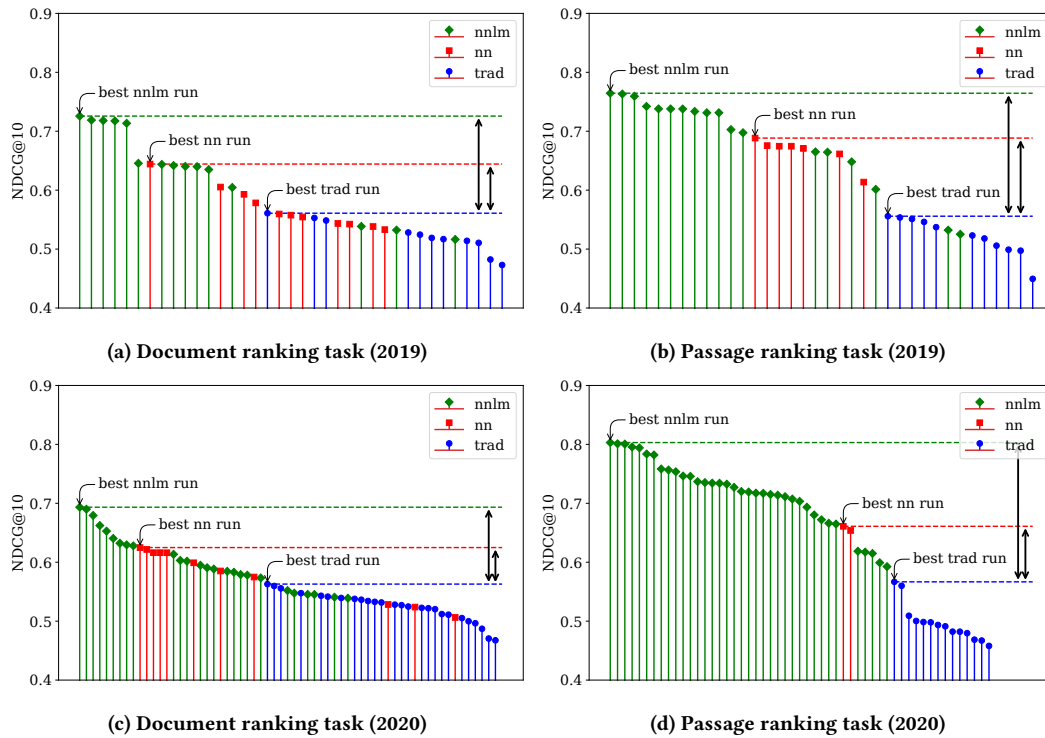 0.9
0.8
0.7
0.6
0.5
0.4
NDCG@10
best nnlm run
best nn run
best trad run
nnlm
nn
trad
(a) Document ranking task (2019)
0.9
0.8
0.7
0.6
0.5
0.4
NDCG@10
best nnlm run
best nn run
best trad run
nnlm
nn
trad
(b) Passage ranking task (2019)
0.9
0.8
0.7
0.6
0.5
0.4
NDCG@10
best nnlm run
best nn run
best trad run
nnlm
nn
trad
(c) Document ranking task (2020)
0.9
0.8
0.7
0.6
0.5
0.4
NDCG@10
best nnlm run
best nn run
best trad run
nnlm
nn
trad
(d) Passage ranking task (2020)